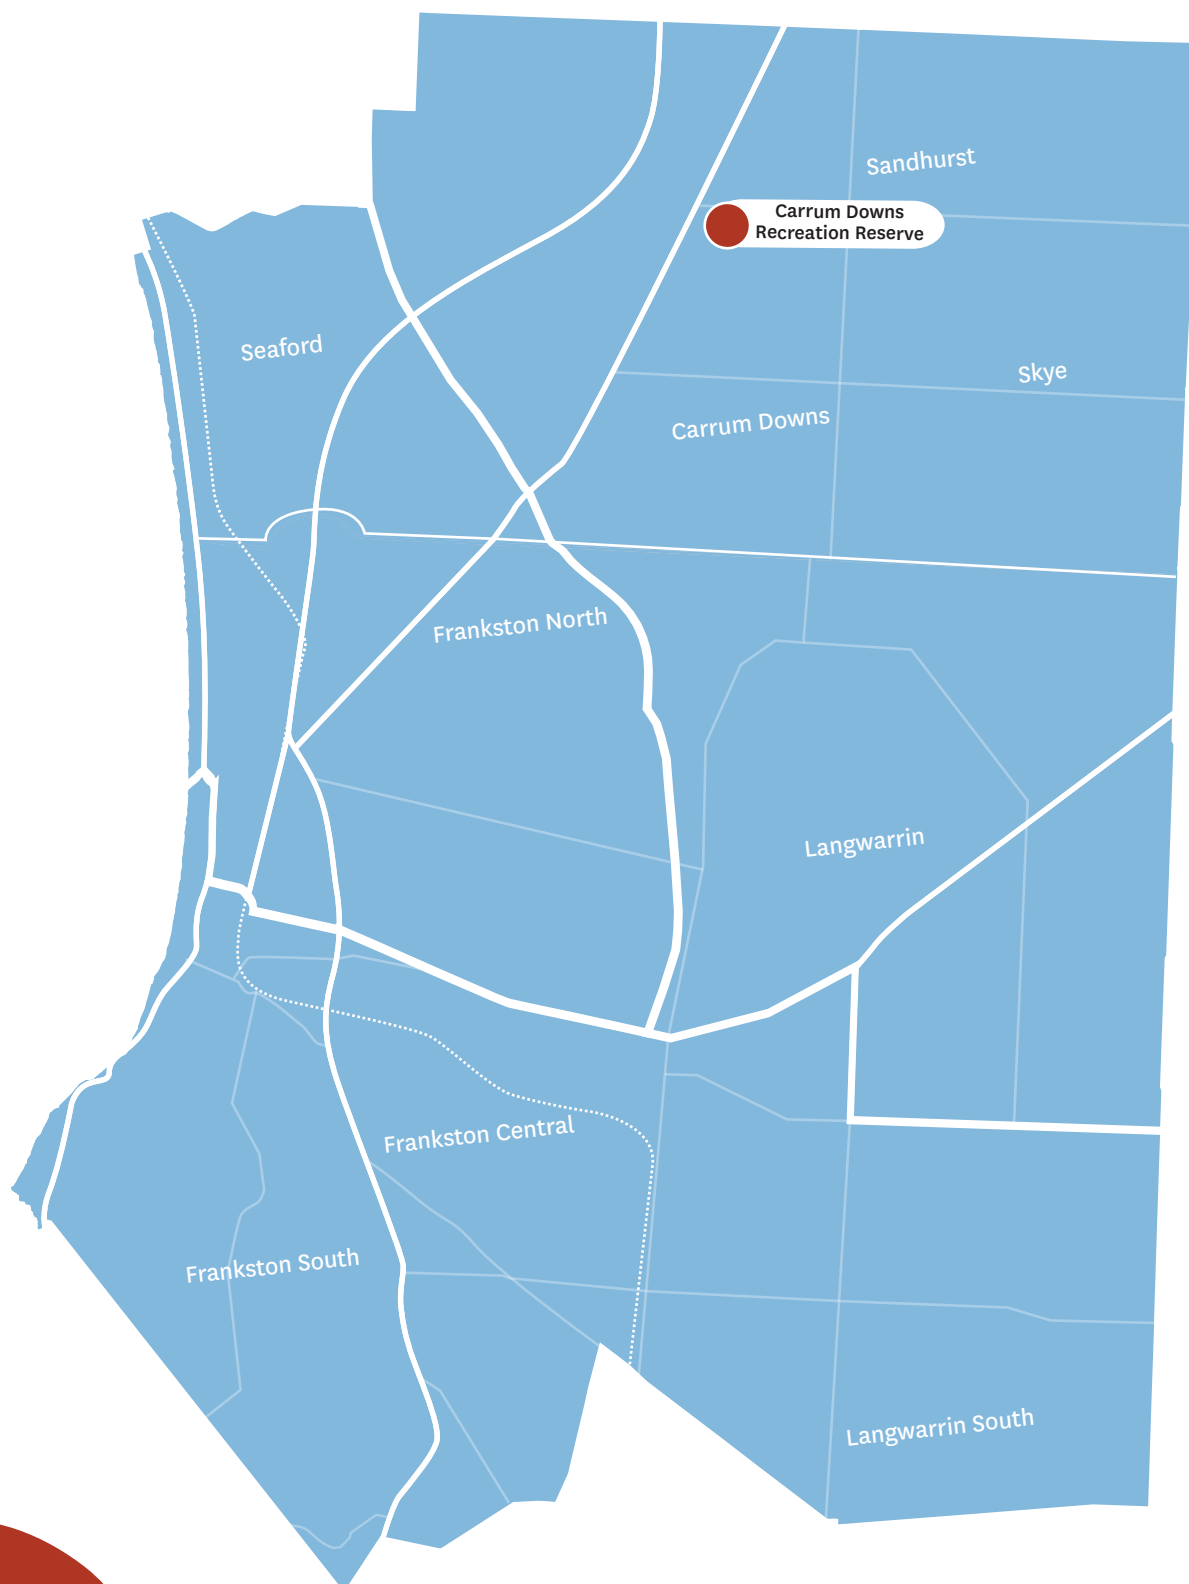 Sandhurst
Carrum Downs
Recreation Reserve
Seaford
Skye
Carrum Downs
Frankston North
Langwarrin
Frankston Central
Frankston South
Langwarrin South